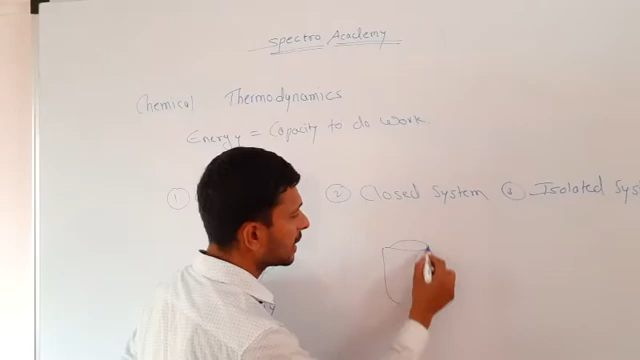 Spectro Academy
Chemical Thermodynamics
Energy = Capacity to do Work.
① ② Closed System ③ Isolated Sys